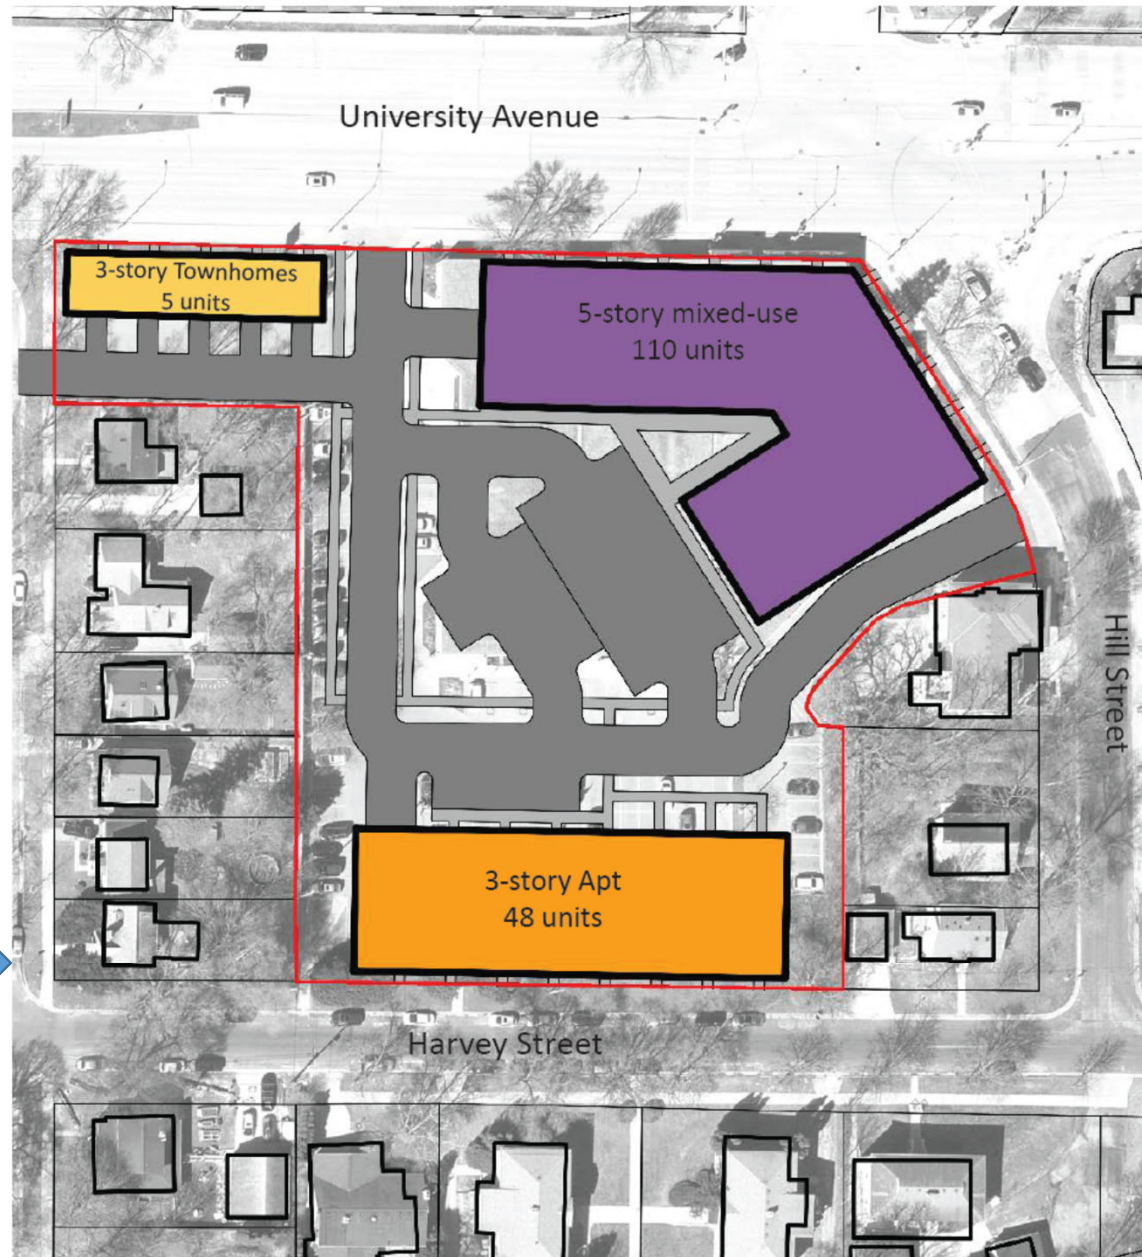 University Avenue
3-story Townhomes
5 units
5-story mixed-use
110 units
Hill Street
3-story Apt
48 units
Harvey Street